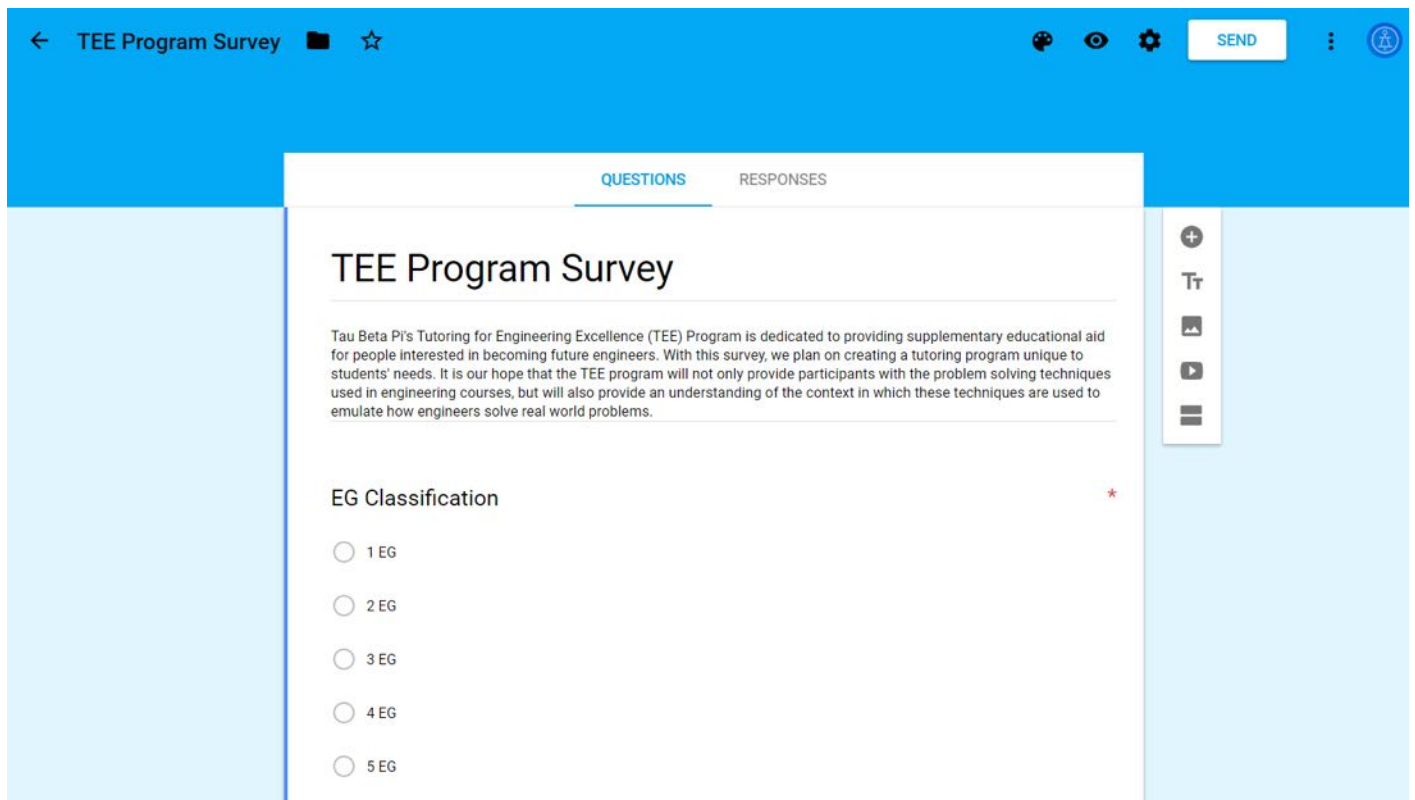 TEE Program Survey
SEND
QUESTIONS RESPONSES
TEE Program Survey
Tau Beta Pi's Tutoring for Engineering Excellence (TEE) Program is dedicated to providing supplementary educational aid
for people interested in becoming future engineers. With this survey, we plan on creating a tutoring program unique to
students' needs. It is our hope that the TEE program will not only provide participants with the problem solving techniques
used in engineering courses, but will also provide an understanding of the context in which these techniques are used to
emulate how engineers solve real world problems.
EG Classification *
1 EG
2 EG
3 EG
4 EG
5 EG